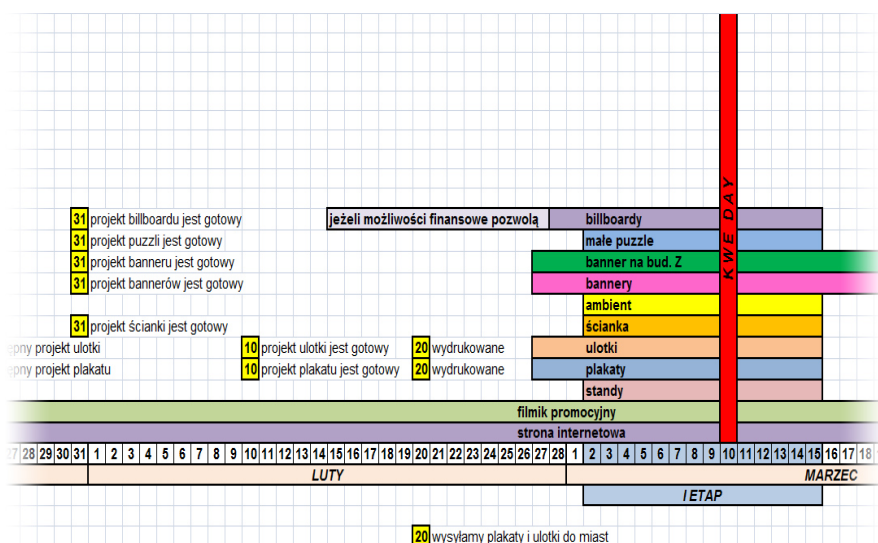 KWE DAY
31 projekt billboardu jest gotowy jeżeli możliwości finansowe pozwolą billboardy
31 projekt puzzli jest gotowy małe puzzle
31 projekt banneru jest gotowy banner na bud. Z
31 projekt bannerów jest gotowy bannery
ambient
31 projekt ścianki jest gotowy ścianka
projekt ulotki 10 projekt ulotki jest gotowy 20 wydrukowane ulotki
projekt plakatu 10 projekt plakatu jest gotowy 20 wydrukowane plakaty
standy
filmik promocyjny
strona internetowa
27 28 29 30 31 1 2 3 4 5 6 7 8 9 10 11 12 13 14 15 16 17 18 19 20 21 22 23 24 25 26 27 28 1 2 3 4 5 6 7 8 9 10 11 12 13 14 15 16 17 18
LUTY MARZEC
I ETAP
20 wysyłamy plakaty i ulotki do miast